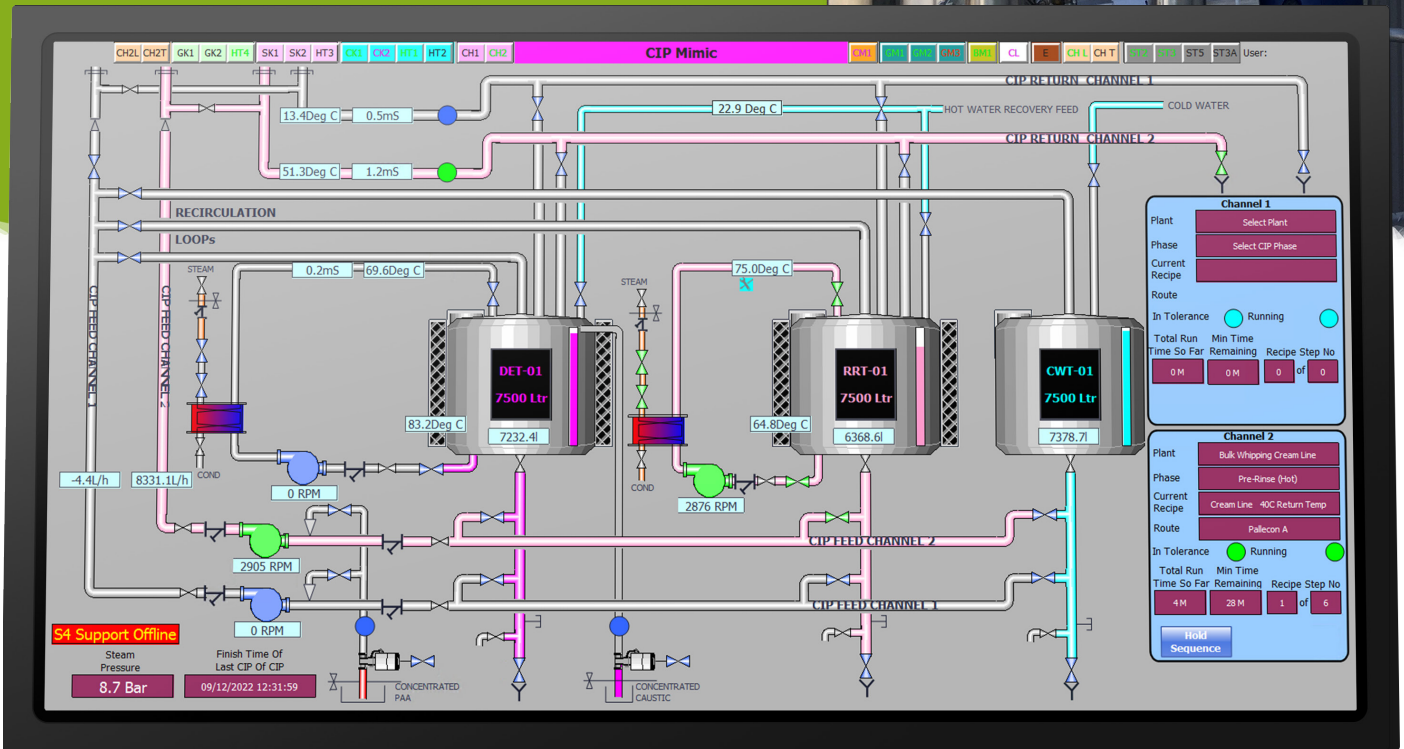 CH2L CH2T GK1 GK2 HT4 SK1 SK2 HT3 CK1 CK2 HT1 HT2 CH1 CH2 CIP Mimic CM1 GM1 GM2 GM3 BM1 CL E CH L CH T ST5 ST3A User:
CIP RETURN CHANNEL 1
22.9 Deg C
HOT WATER RECOVERY FEED
COLD WATER
13.4Deg C 0.5mS
CIP RETURN CHANNEL 2
51.3Deg C 1.2mS
RECIRCULATION
LOOPs
STEAM
0.2mS 69.6Deg C
STEAM
75.0Deg C
CIP FEED CHANNEL 1
CIP FEED CHANNEL 2
DET-01
7500 Ltr
83.2Deg C
7232.4l
RRT-01
7500 Ltr
64.8Deg C
6368.6l
CWT-01
7500 Ltr
7378.7l
COND
COND
-4.4L/h 8331.1L/h
0 RPM
2876 RPM
CIP FEED CHANNEL 2
2905 RPM
CIP FEED CHANNEL 1
0 RPM
S4 Support Offline
Steam
Pressure
8.7 Bar
Finish Time Of
Last CIP Of CIP
09/12/2022 12:31:59
CONCENTRATED
PAA
CONCENTRATED
CAUSTIC
Channel 1
Plant Select Plant
Phase Select CIP Phase
Current
Recipe
Route
In Tolerance Running
Total Run Min Time
Time So Far Remaining Recipe Step No
0 M 0 M 0 of 0
Channel 2
Plant Bulk Whipping Cream Line
Phase Pre-Rinse (Hot)
Current
Recipe Cream Line 40C Return Temp
Route Pallecon A
In Tolerance Running
Total Run Min Time
Time So Far Remaining Recipe Step No
4 M 28 M 1 of 6
Hold
Sequence